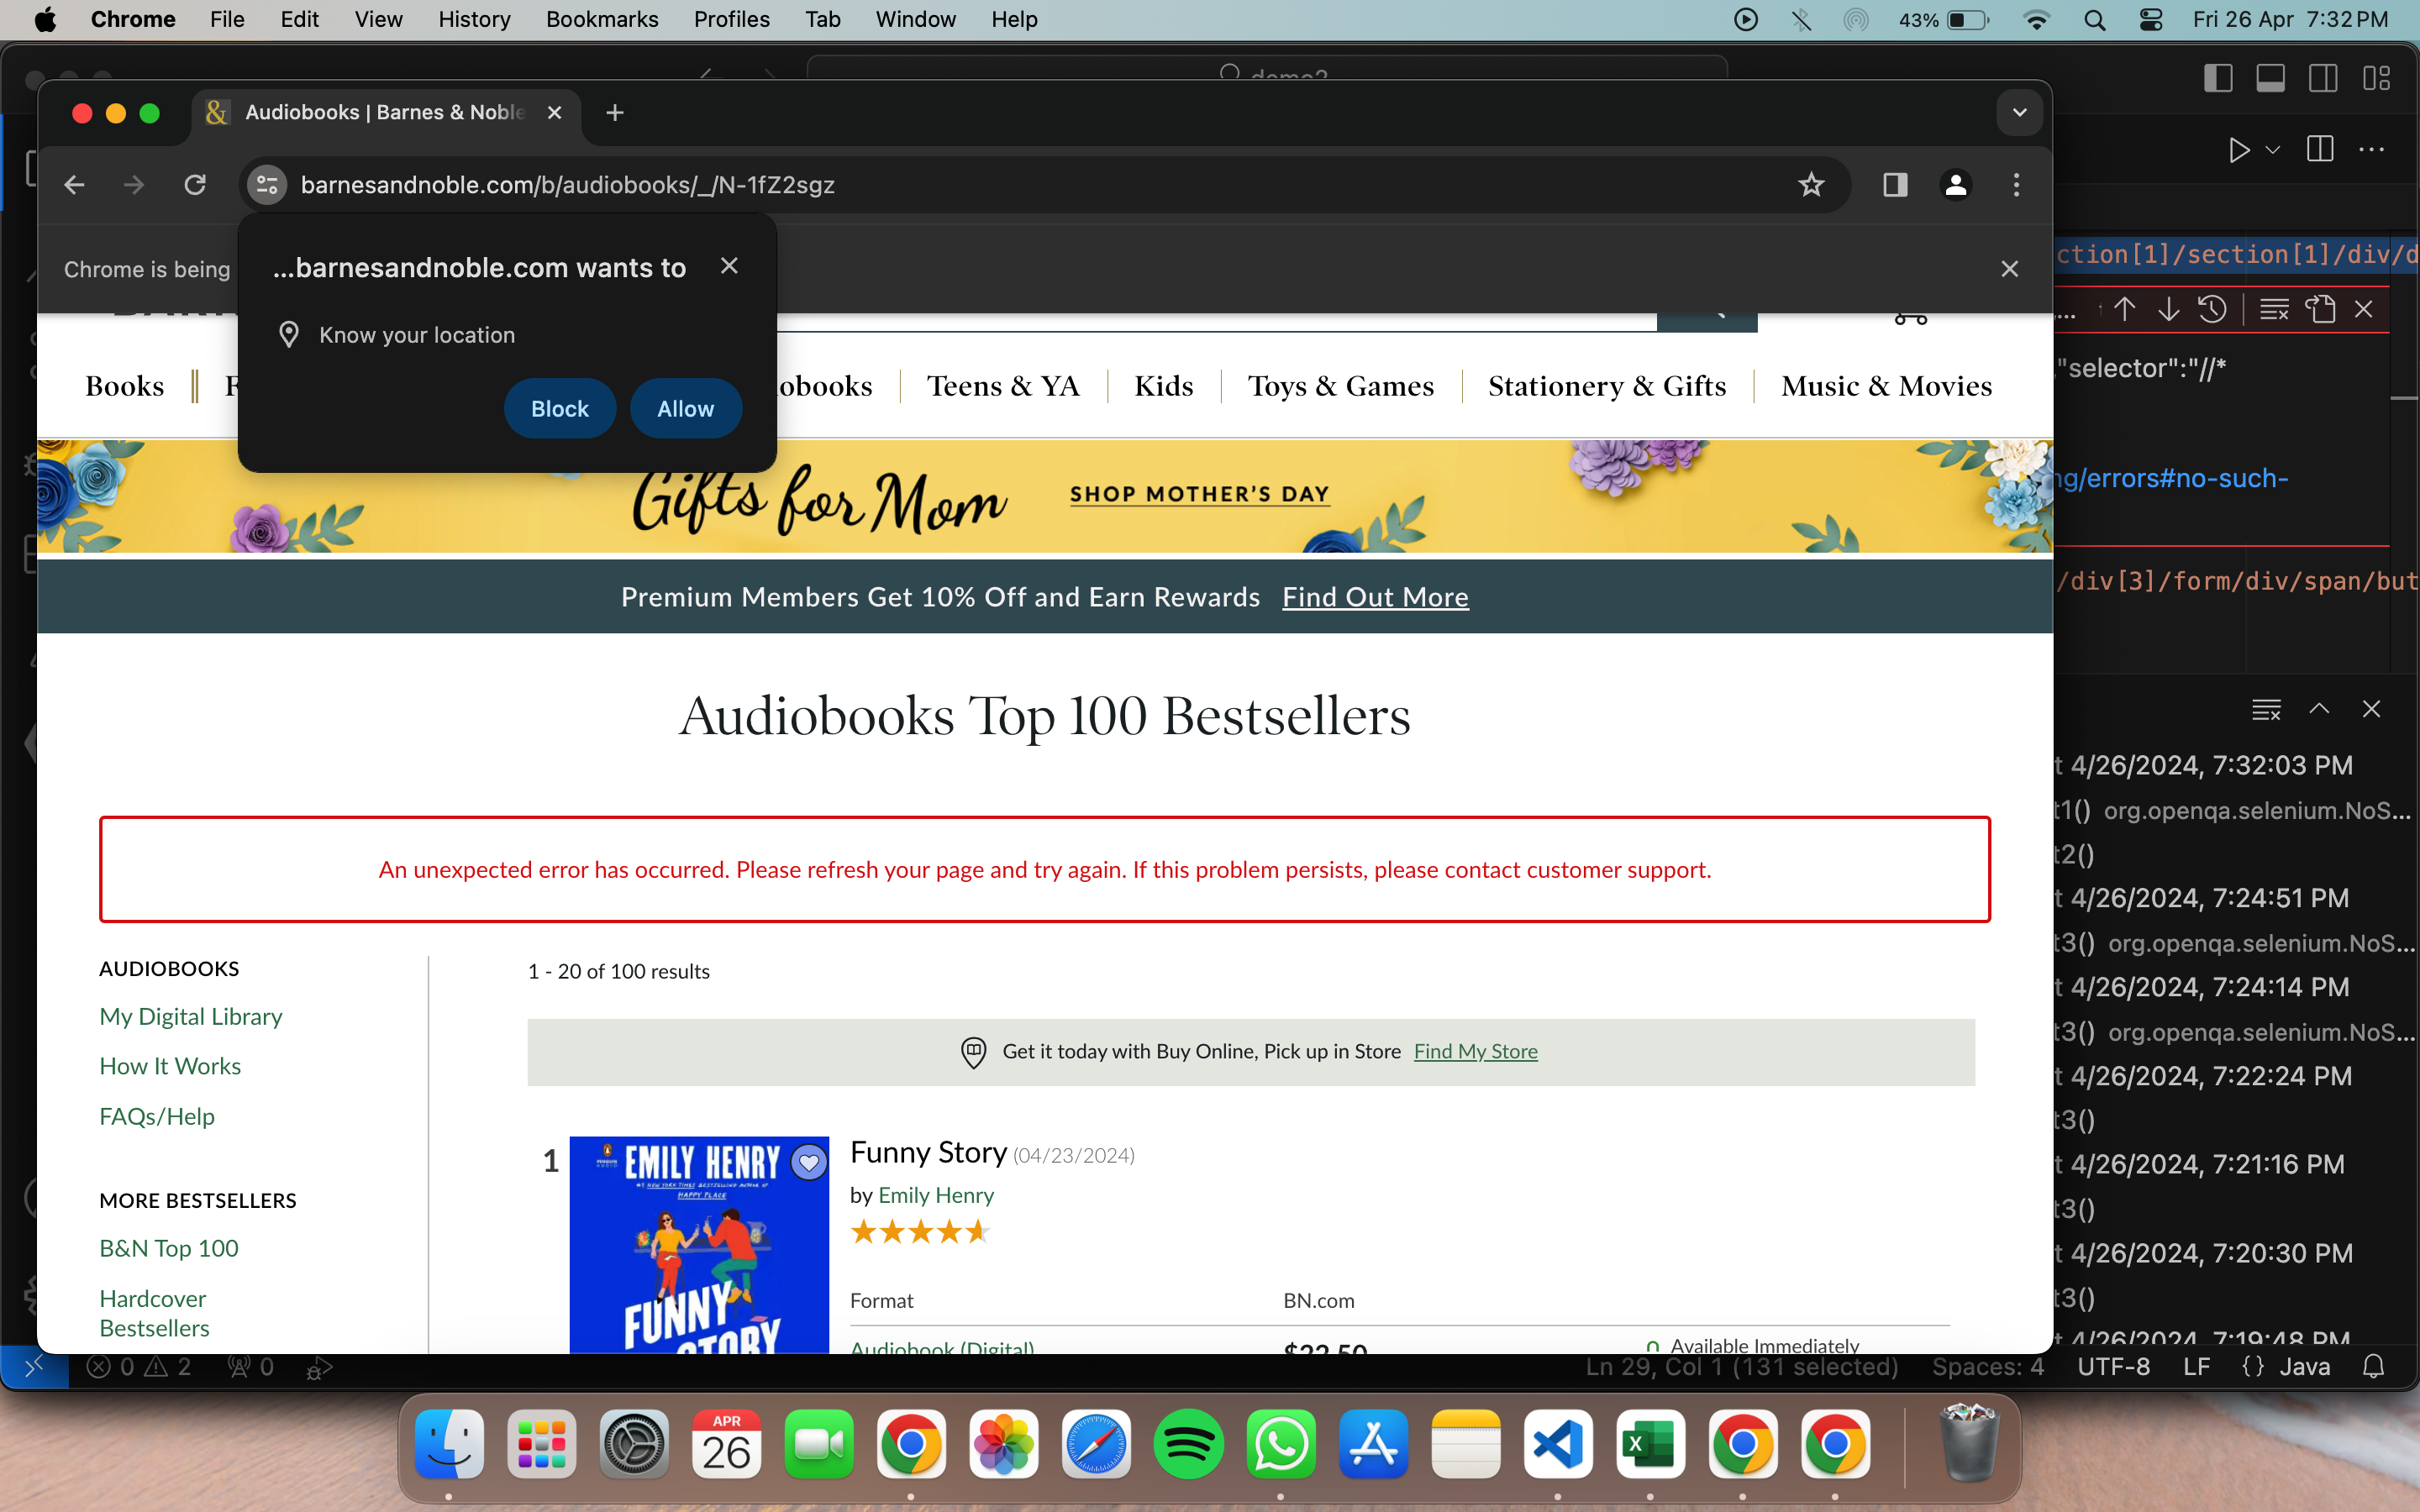 Chrome File Edit View History Bookmarks Profiles Tab Window Help 43% Fri 26 Apr 7:32 PM
Audiobooks | Barnes & Noble
barnesandnoble.com/b/audiobooks/_/N-1fZ2sgz
Chrome is being
...barnesandnoble.com wants to
Know your location
Block Allow
Books obooks Teens & YA Kids Toys & Games Stationery & Gifts Music & Movies
Gifts for Mom SHOP MOTHER'S DAY
Premium Members Get 10% Off and Earn Rewards Find Out More
Audiobooks Top 100 Bestsellers
An unexpected error has occurred. Please refresh your page and try again. If this problem persists, please contact customer support.
AUDIOBOOKS
My Digital Library
How It Works
FAQs/Help
MORE BESTSELLERS
B&N Top 100
Hardcover
Bestsellers
1 - 20 of 100 results
Get it today with Buy Online, Pick up in Store Find My Store
1
EMILY HENRY
HAPPY PLACE
FUNNY
STORY
Funny Story (04/23/2024)
by Emily Henry
Format BN.com
Audiobook (Digital) $22.50 Available Immediately
ction[1]/section[1]/div/d
...
"selector":"//*
ng/errors#no-such-
/div[3]/form/div/span/but
t 4/26/2024, 7:32:03 PM
t1() org.openqa.selenium.NoS...
t2()
t 4/26/2024, 7:24:51 PM
t3() org.openqa.selenium.NoS...
t 4/26/2024, 7:24:14 PM
t3() org.openqa.selenium.NoS...
t 4/26/2024, 7:22:24 PM
t3()
t 4/26/2024, 7:21:16 PM
t3()
t 4/26/2024, 7:20:30 PM
t3()
t 4/26/2024, 7:19:48 PM
0 2 0 Ln 29, Col 1 (131 selected) Spaces: 4 UTF-8 LF {} Java
APR
26